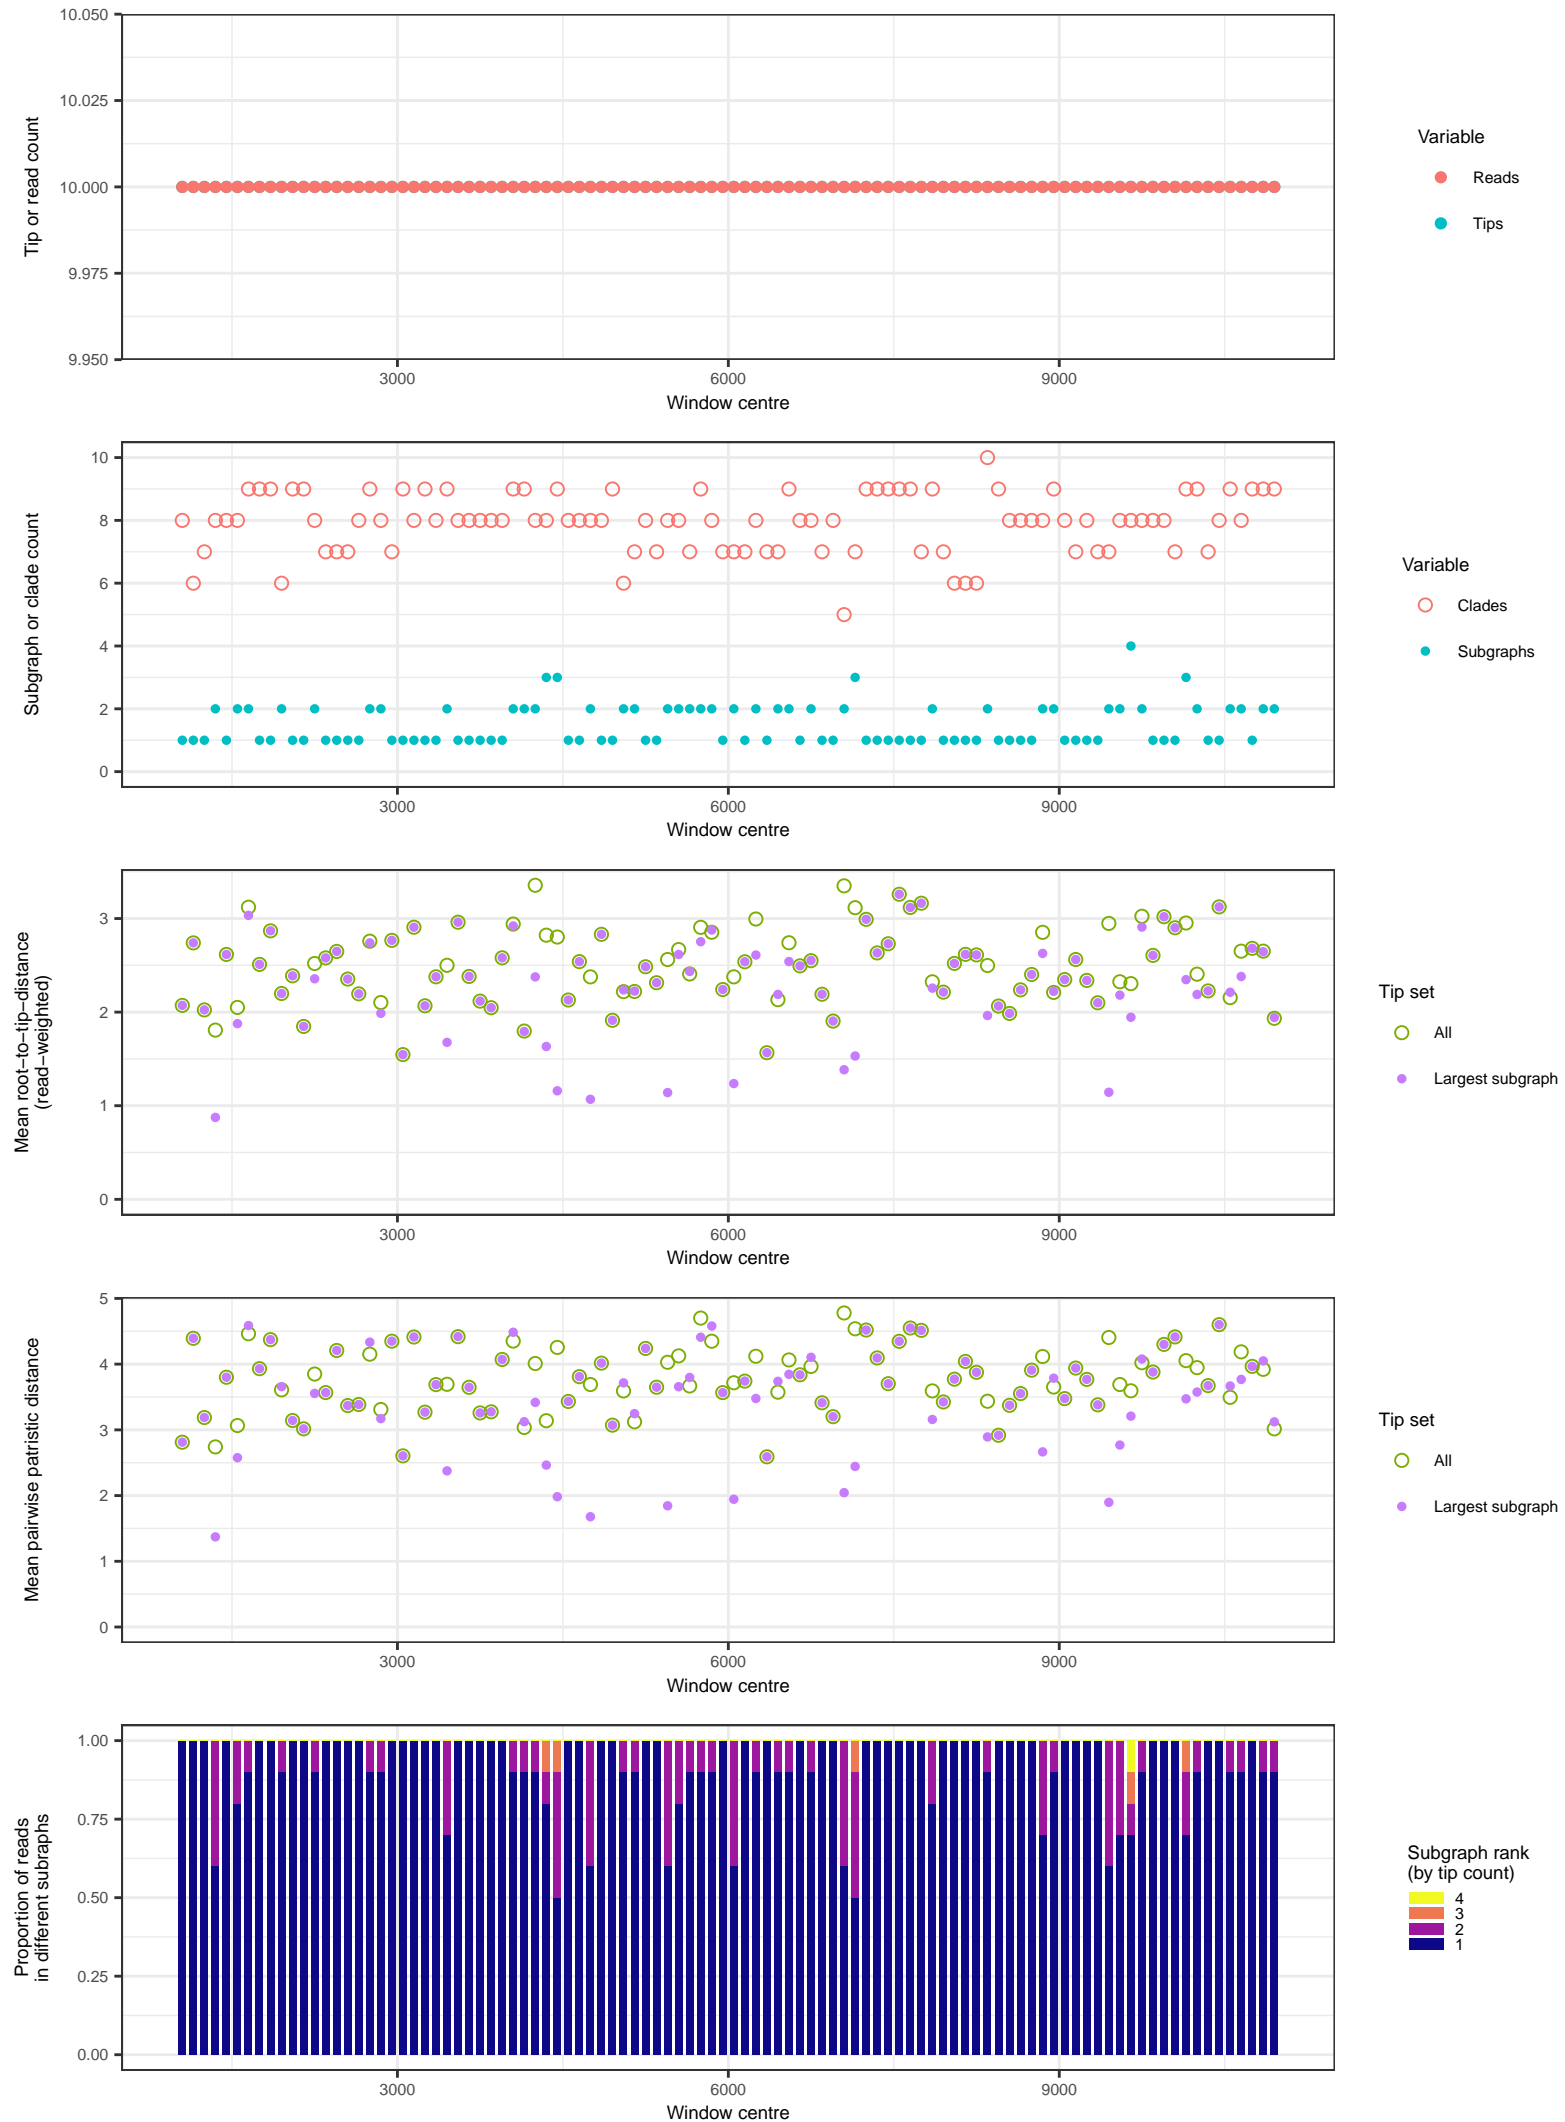 10.050
10.025
10.000
9.975
9.950
Tip or read count
3000
6000
9000
Window centre
Variable
Reads
Tips
10
8
6
4
2
0
Subgraph or clade count
3000
6000
9000
Window centre
Variable
Clades
Subgraphs
3
2
1
0
Mean root−to−tip−distance
(read−weighted)
3000
6000
9000
Window centre
Tip set
All
Largest subgraph
5
4
3
2
1
0
Mean pairwise patristic distance
3000
6000
9000
Window centre
Tip set
All
Largest subgraph
1.00
0.75
0.50
0.25
0.00
Proportion of reads
in different subraphs
3000
6000
9000
Window centre
Subgraph rank
(by tip count)
4
3
2
1